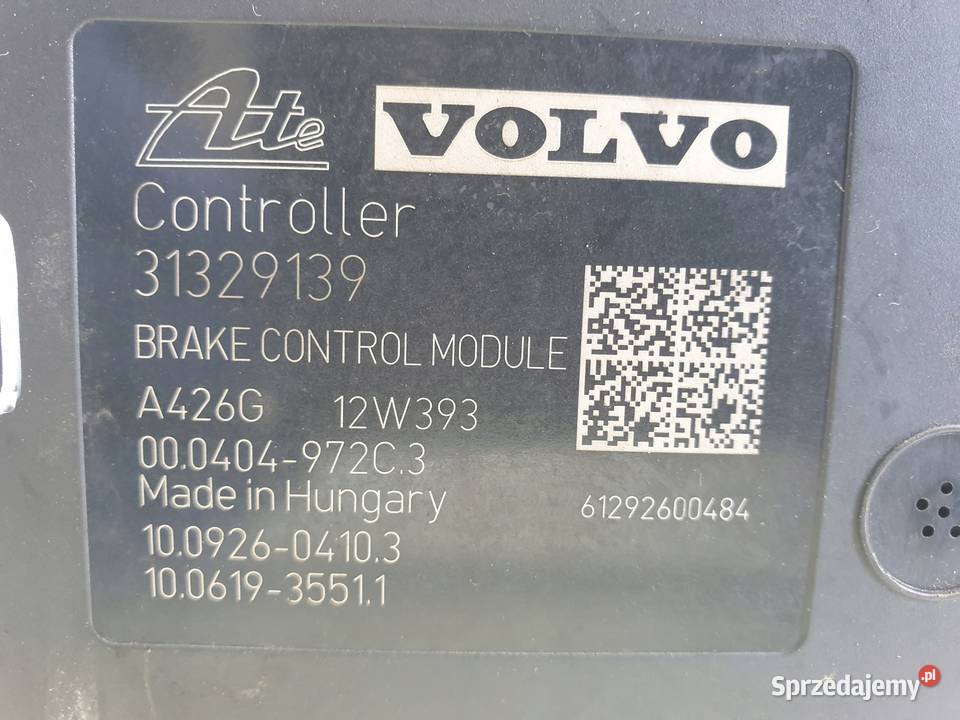 Ate VOLVO
Controller
31329139
BRAKE CONTROL MODULE
A426G 12W393
00.0404-972C.3
Made in Hungary
61292600484
10.0926-0410.3
10.0619-3551.1
Sprzedajemy.pl